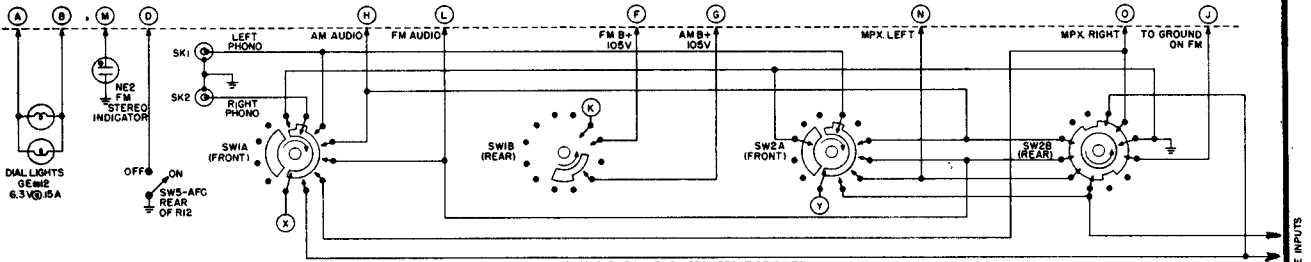 A B M D H L F G N O J
AM AUDIO
FM AUDIO
FM B+
105V
AM B+
105V
MPX. LEFT
MPX. RIGHT
TO GROUND
ON FM
LEFT
PHONO
SK1
SK2
RIGHT
PHONO
NE2
FM
STEREO
INDICATOR
K
SW1A
(FRONT)
SW1B
(REAR)
SW2A
(FRONT)
SW2B
(REAR)
DIAL LIGHTS
6.3V@.15A
OFF
ON
SW5-AFC
REAR
OF R12
X
Y
E INPUTS